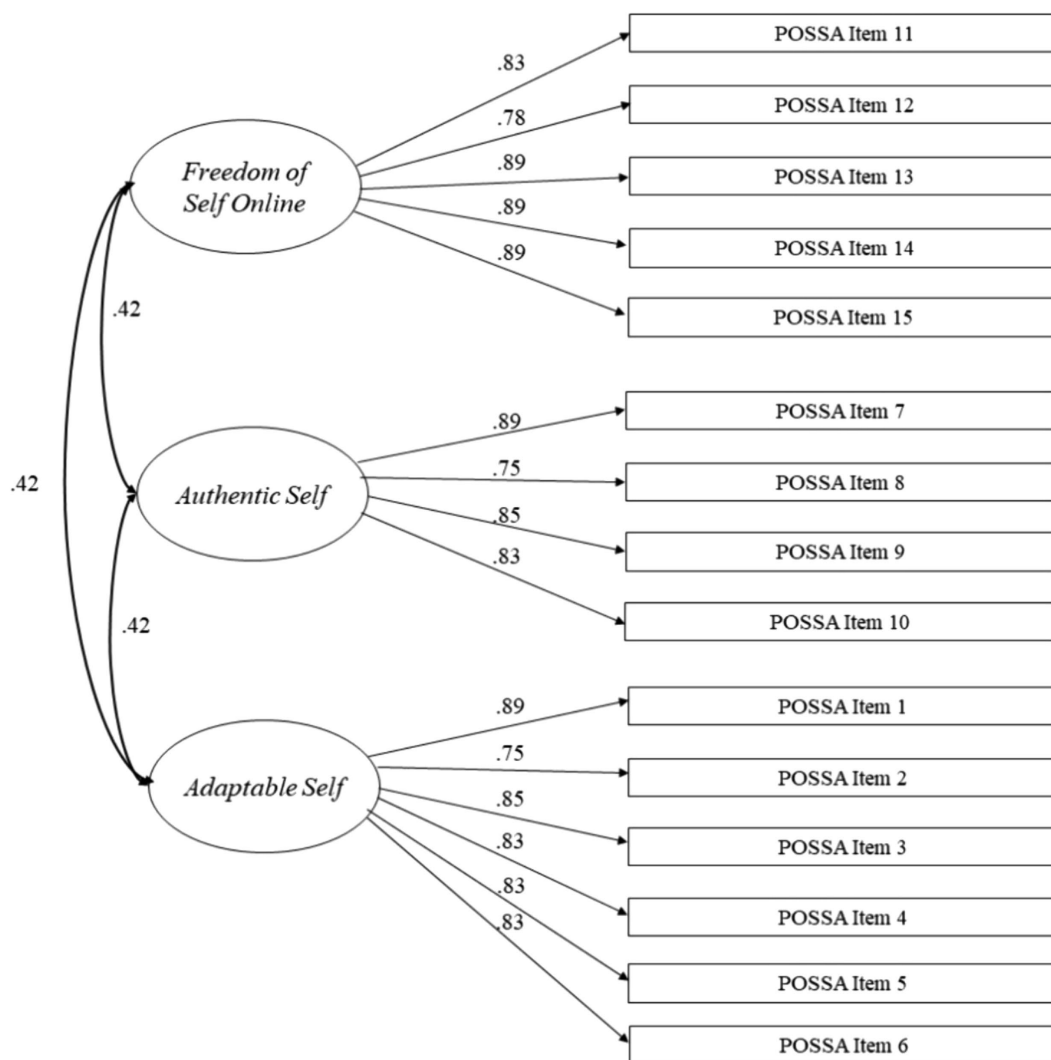 .83
POSSA Item 11
.78
POSSA Item 12
Freedom of
Self Online
.89
POSSA Item 13
.89
POSSA Item 14
.89
POSSA Item 15
.42
.89
POSSA Item 7
.75
POSSA Item 8
.42
Authentic Self
.85
POSSA Item 9
.83
POSSA Item 10
.42
.89
POSSA Item 1
.75
POSSA Item 2
Adaptable Self
.85
POSSA Item 3
.83
POSSA Item 4
.83
POSSA Item 5
.83
POSSA Item 6